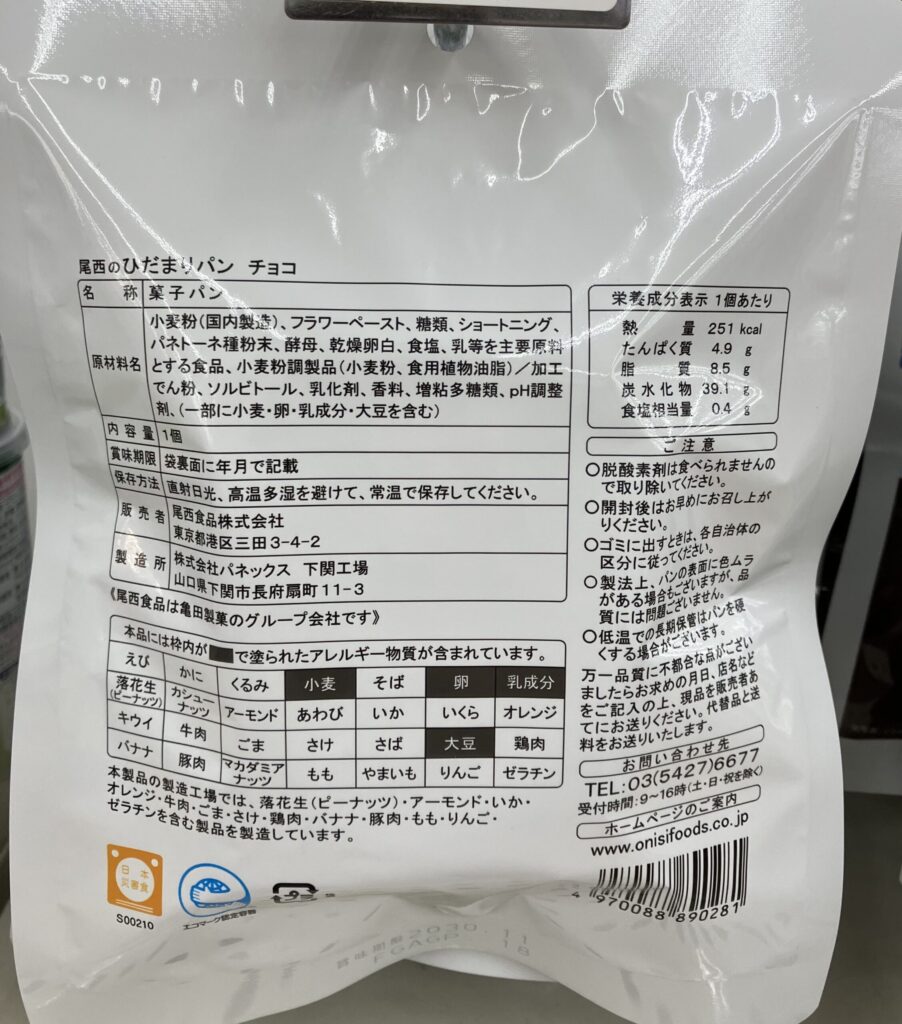 尾西のひだまりパン チョコ
名 称 菓子パン
原材料名 小麦粉(国内製造)、フラワーペースト、糖類、ショートニング、
パネトーネ種粉末、酵母、乾燥卵白、食塩、乳等を主要原料
とする食品、小麦粉調製品(小麦粉、食用植物油脂)/加工
でん粉、ソルビトール、乳化剤、香料、増粘多糖類、pH調整
剤、(一部に小麦・卵・乳成分・大豆を含む)
内容量 1個
賞味期限 袋裏面に年月で記載
保存方法 直射日光、高温多湿を避けて、常温で保存してください。
販売者 尾西食品株式会社
東京都港区三田3-4-2
製造所 株式会社パネックス 下関工場
山口県下関市長府扇町11-3
《尾西食品は亀田製菓のグループ会社です》
本品には枠内が■で塗られたアレルギー物質が含まれています。
えび かに くるみ 小麦 そば 卵 乳成分
落花生(ピーナッツ) カシューナッツ アーモンド あわび いか いくら オレンジ
キウイ 牛肉 ごま さけ さば 大豆 鶏肉
バナナ 豚肉 マカダミアナッツ もも やまいも りんご ゼラチン
本製品の製造工場では、落花生(ピーナッツ)・アーモンド・いか・
オレンジ・牛肉・ごま・さけ・鶏肉・バナナ・豚肉・もも・りんご・
ゼラチンを含む製品を製造しています。
日本
災害食
S00210
エコマーク認定容器
栄養成分表示 1個あたり
熱 量 251 kcal
たんぱく質 4.9 g
脂 質 8.5 g
炭水化物 39.1 g
食塩相当量 0.4 g
ご注意
○脱酸素剤は食べられませんの
で取り除いてください。
○開封後はお早めにお召し上が
りください。
○ゴミに出すときは、各自治体の
区分に従ってください。
○製法上、パンの表面に色ムラ
がある場合もございますが、品
質には問題ございません。
○低温での長期保管はパンを硬
くする場合がございます。
万一品質に不都合な点がござい
ましたらお求めの月日、店名など
をご記入の上、現品を販売者あ
てにお送りください。代替品と送
料をお送りいたします。
お問い合わせ先
TEL:03(5427)6677
受付時間:9~16時(土・日・祝を除く)
ホームページのご案内
www.onisifoods.co.jp
4 970088 890281
賞味期限 2030.11
FGAGP 18